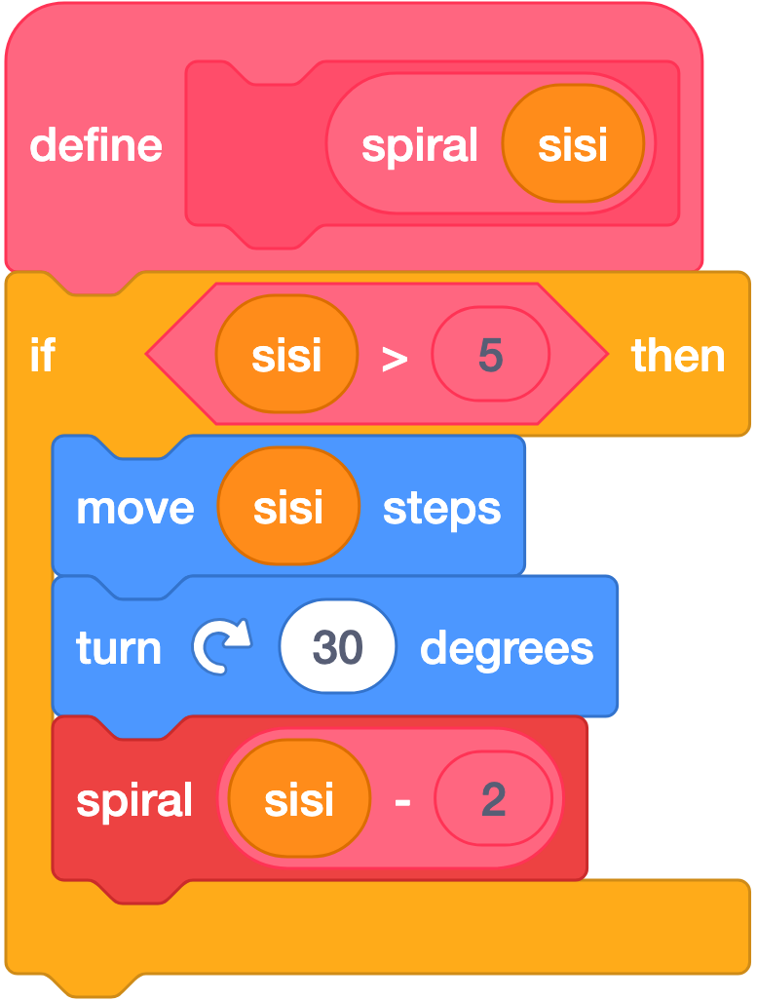 define spiral sisi
if sisi > 5 then
move sisi steps
turn 30 degrees
spiral sisi - 2